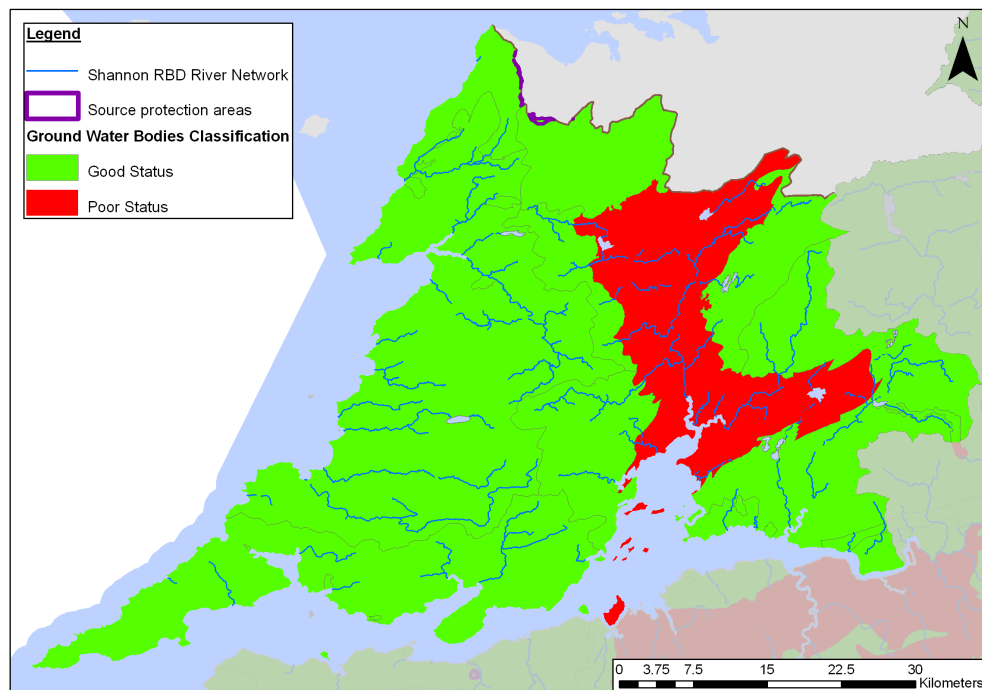 Legend
Shannon RBD River Network
Source protection areas
Ground Water Bodies Classification
Good Status
Poor Status
N
0 3.75 7.5 15 22.5 30
Kilometers